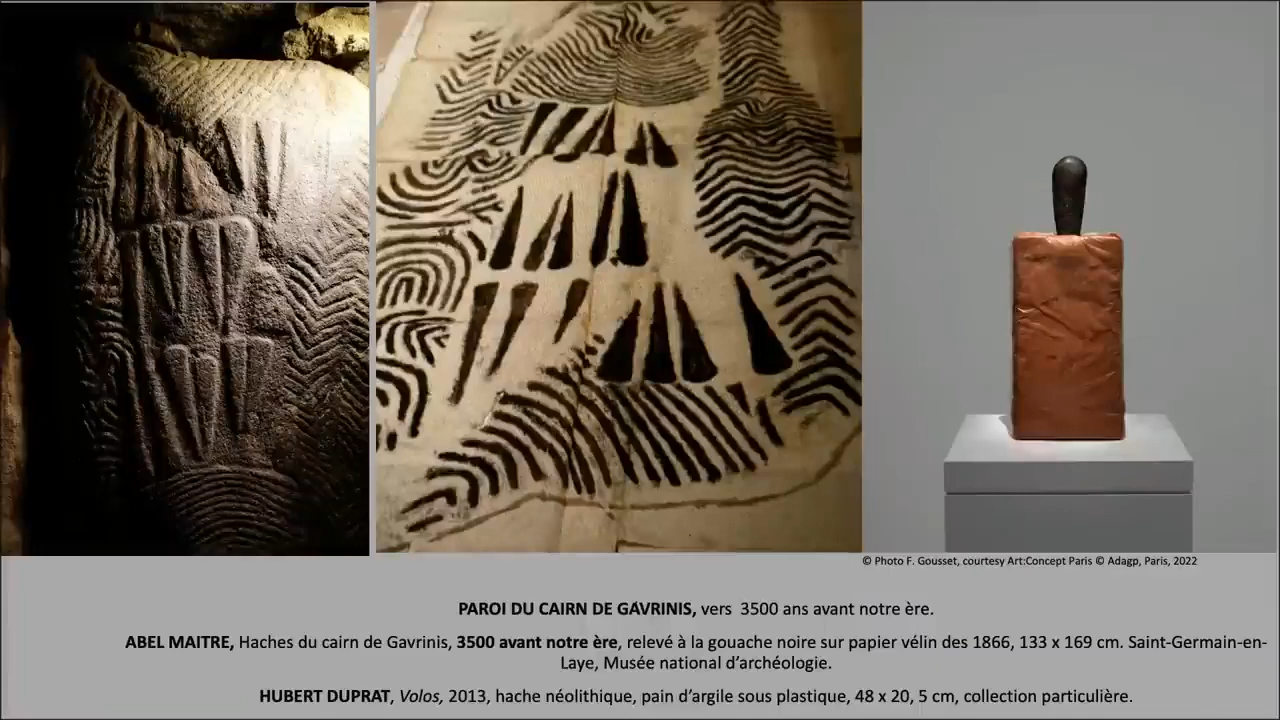 © Photo F. Gousset, courtesy Art:Concept Paris © Adagp, Paris, 2022
PAROI DU CAIRN DE GAVRINIS, vers 3500 ans avant notre ère.
ABEL MAITRE, Haches du cairn de Gavrinis, 3500 avant notre ère, relevé à la gouache noire sur papier vélin des 1866, 133 x 169 cm. Saint-Germain-en-
Laye, Musée national d’archéologie.
HUBERT DUPRAT, Volos, 2013, hache néolithique, pain d’argile sous plastique, 48 x 20, 5 cm, collection particulière.